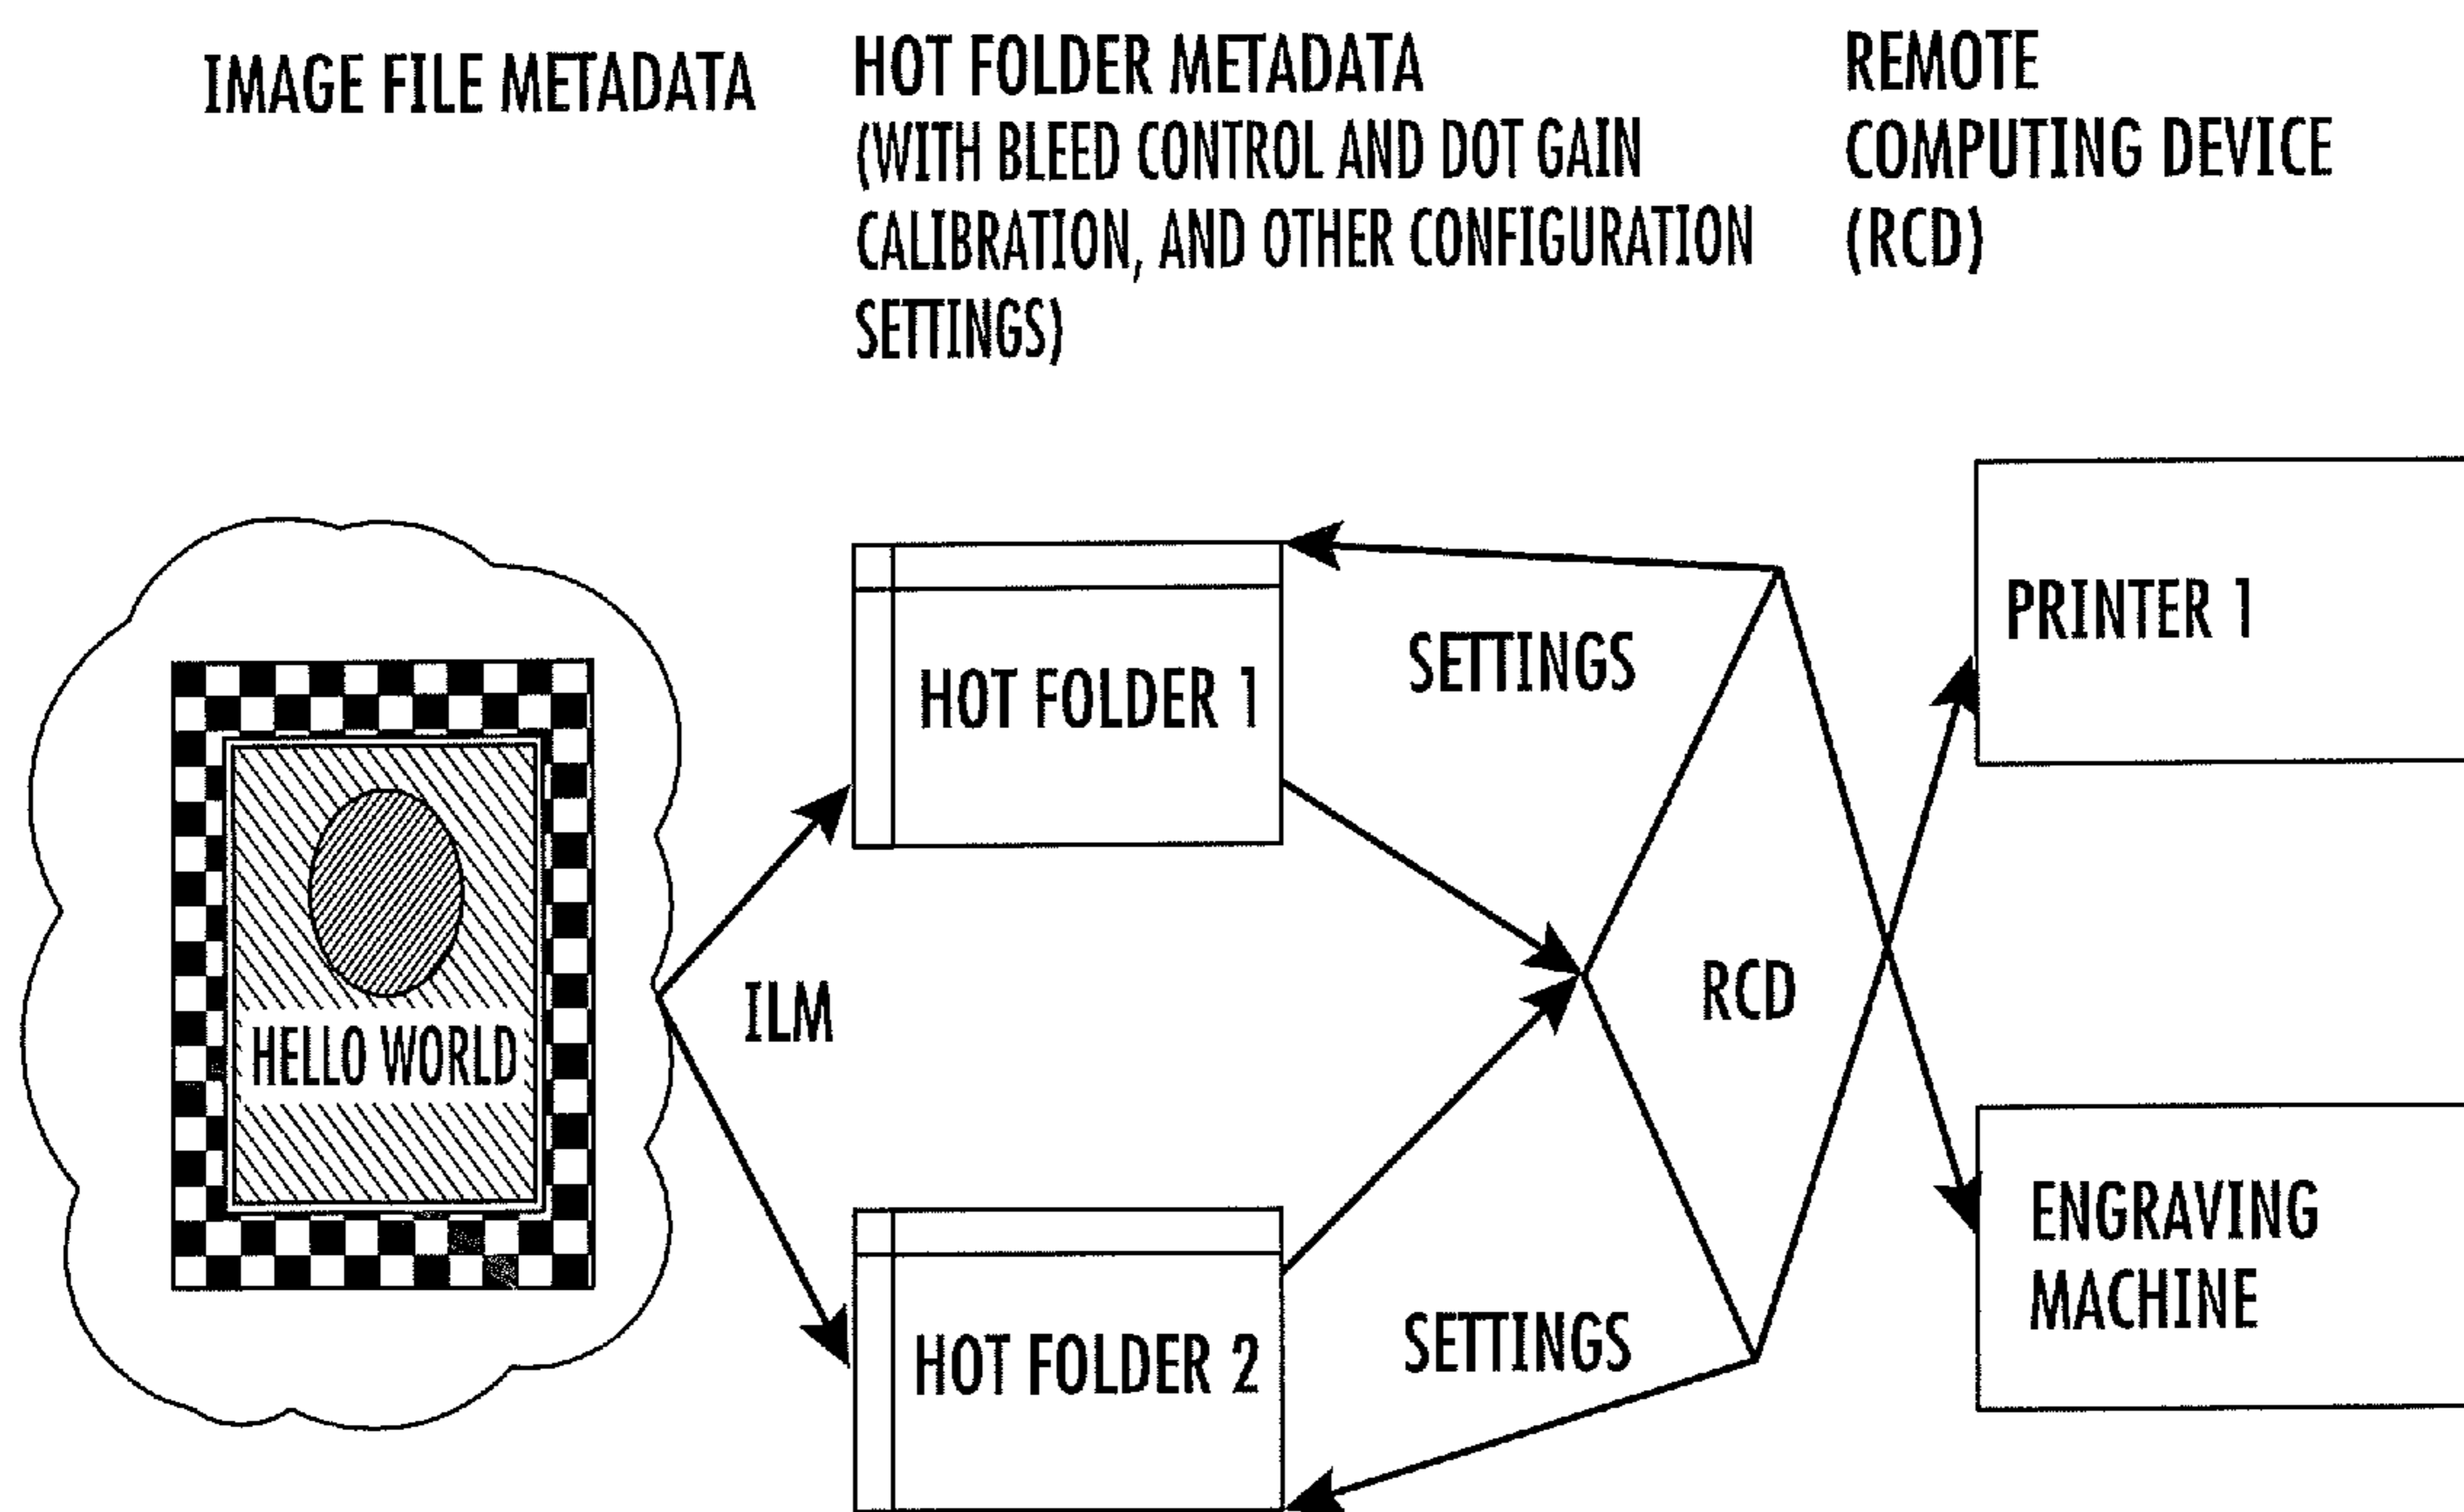 IMAGE FILE METADATA
HOT FOLDER METADATA
(WITH BLEED CONTROL AND DOT GAIN
CALIBRATION, AND OTHER CONFIGURATION
SETTINGS)
REMOTE
COMPUTING DEVICE
(RCD)
HELLO WORLD
ILM
HOT FOLDER 1
HOT FOLDER 2
SETTINGS
SETTINGS
RCD
PRINTER 1
ENGRAVING
MACHINE